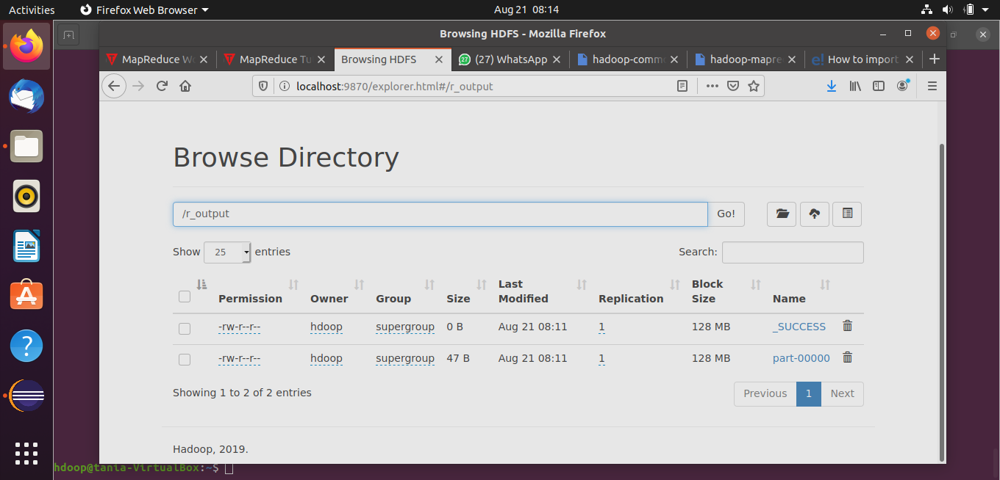 Activities Firefox Web Browser Aug 21 08:14
Browsing HDFS - Mozilla Firefox
MapReduce Wo MapReduce Tu Browsing HDFS 27 (27) WhatsApp hadoop-comm hadoop-mapre e! How to import
localhost:9870/explorer.html#/r_output
Browse Directory
/r_output Go!
Show 25 entries Search:
Permission Owner Group Size Last Modified Replication Block Size Name
-rw-r--r-- hdoop supergroup 0 B Aug 21 08:11 1 128 MB _SUCCESS
-rw-r--r-- hdoop supergroup 47 B Aug 21 08:11 1 128 MB part-00000
Showing 1 to 2 of 2 entries Previous 1 Next
Hadoop, 2019.
hdoop@tania-VirtualBox:~$